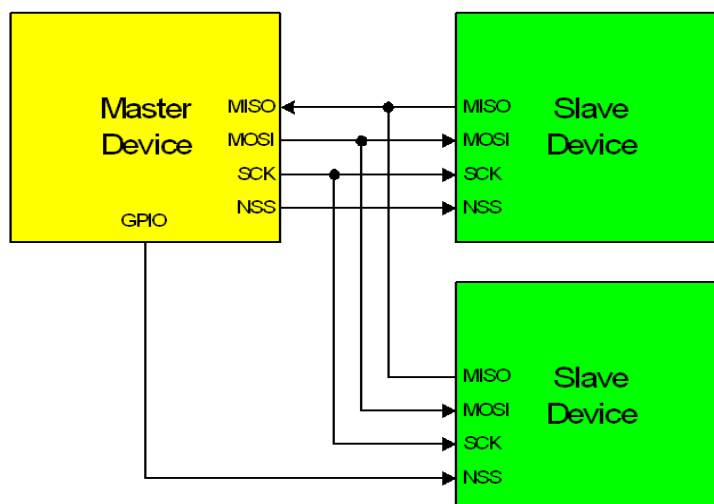 Master
Device
MISO
MOSI
SCK
NSS
GPIO
MISO
MOSI
SCK
NSS
Slave
Device
MISO
MOSI
SCK
NSS
Slave
Device